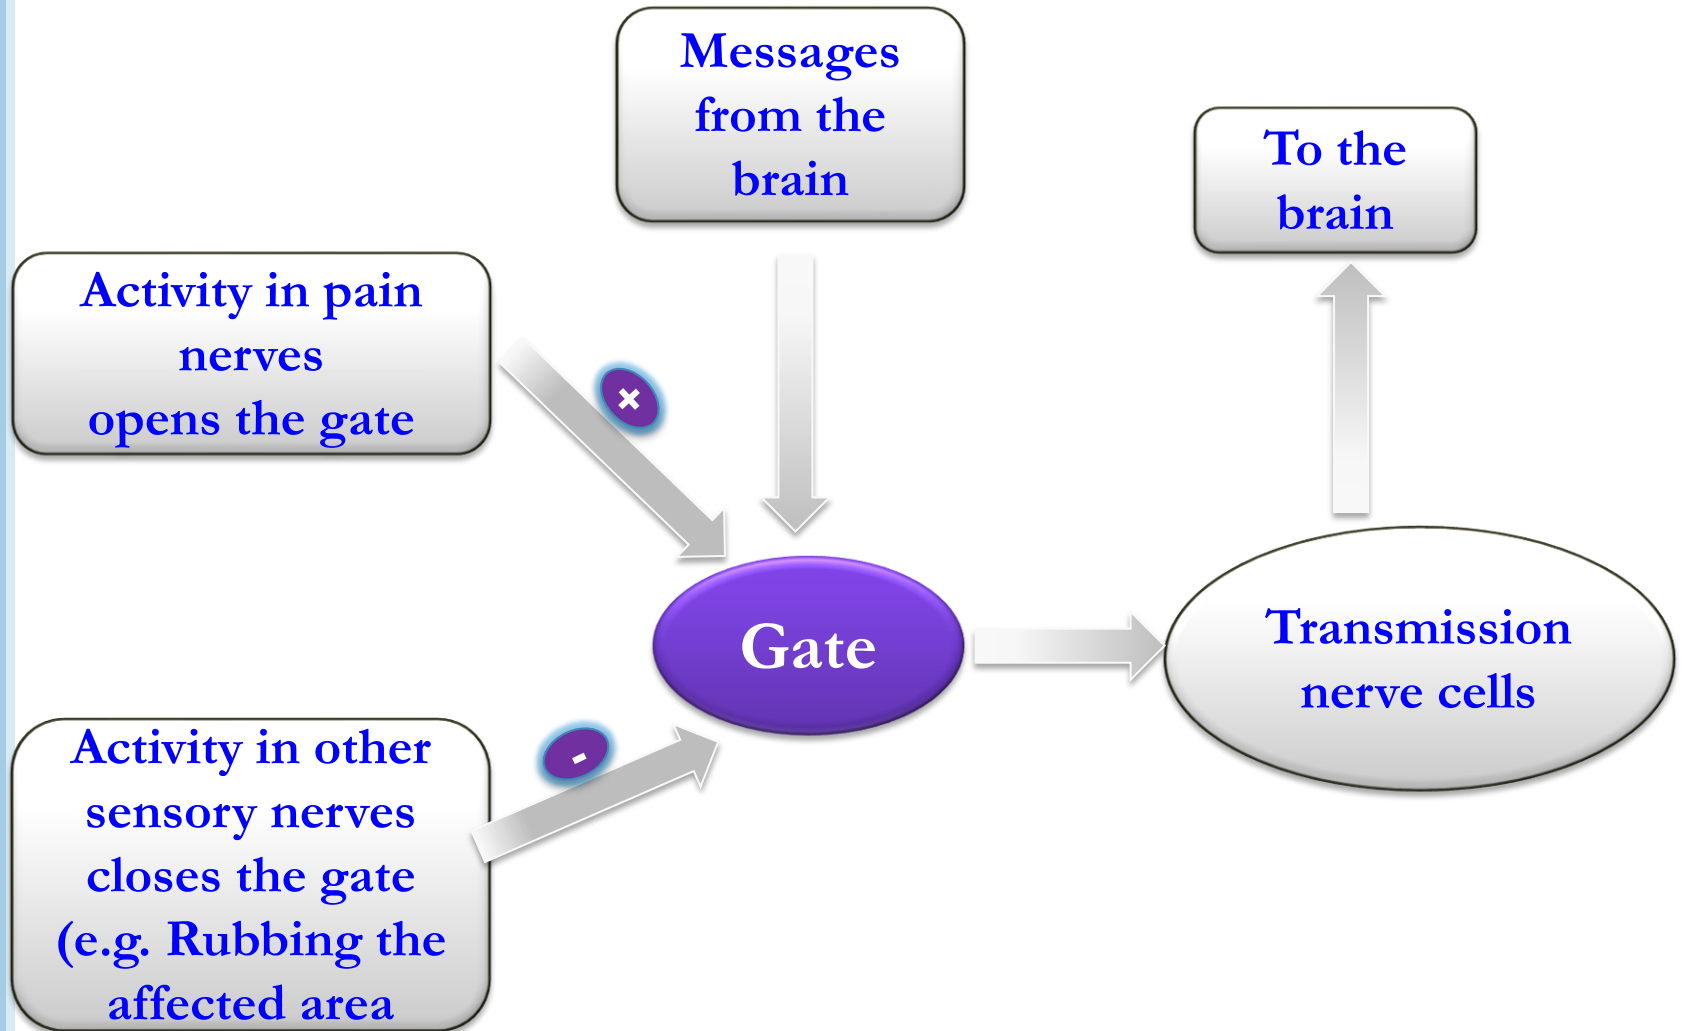 Messages
from the
brain
To the
brain
Activity in pain
nerves
opens the gate
+
Gate
Transmission
nerve cells
-
Activity in other
sensory nerves
closes the gate
(e.g. Rubbing the
affected area